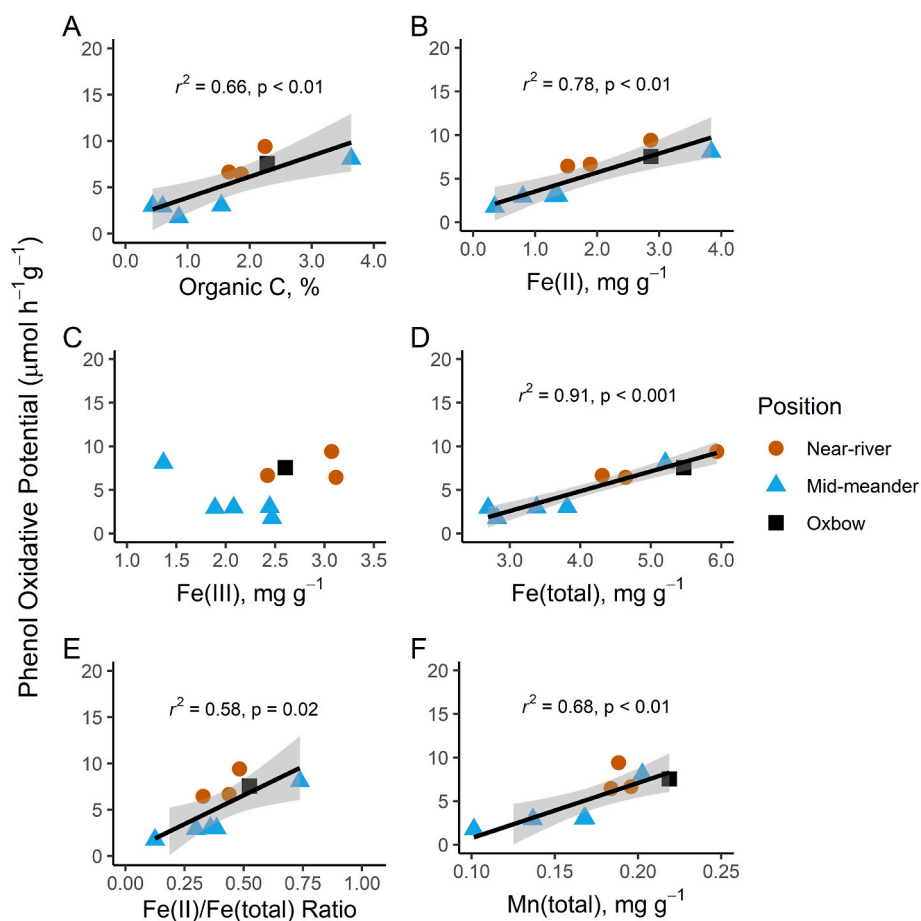 Phenol Oxidative Potential (μmol h⁻¹g⁻¹)
A
20
15
10
5
0
r² = 0.66, p < 0.01
0.0 1.0 2.0 3.0 4.0
Organic C, %
B
20
15
10
5
0
r² = 0.78, p < 0.01
0.0 1.0 2.0 3.0 4.0
Fe(II), mg g⁻¹
C
20
15
10
5
0
1.0 1.5 2.0 2.5 3.0 3.5
Fe(III), mg g⁻¹
D
20
15
10
5
0
r² = 0.91, p < 0.001
3.0 4.0 5.0 6.0
Fe(total), mg g⁻¹
E
20
15
10
5
0
r² = 0.58, p = 0.02
0.00 0.25 0.50 0.75 1.00
Fe(II)/Fe(total) Ratio
F
20
15
10
5
0
r² = 0.68, p < 0.01
0.10 0.15 0.20 0.25
Mn(total), mg g⁻¹
Position
Near-river
Mid-meander
Oxbow